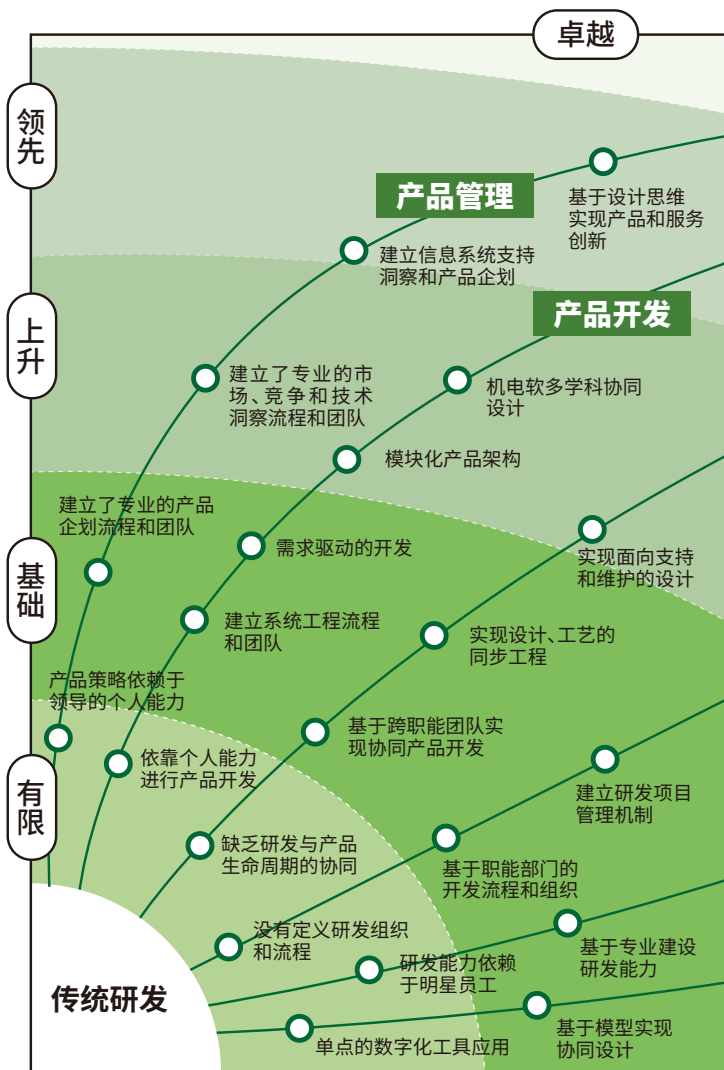 卓越
领先
产品管理
基于设计思维
实现产品和服务
创新
建立信息系统支持
洞察和产品企划
产品开发
上升
建立了专业的市
场、竞争和技术
洞察流程和团队
机电软多学科协同
设计
模块化产品架构
建立了专业的产品
企划流程和团队
需求驱动的开发
实现面向支持
和维护的设计
基础
建立系统工程流程
和团队
实现设计、工艺的
同步工程
产品策略依赖于
领导的个人能力
基于跨职能团队实
现协同产品开发
依靠个人能力
进行产品开发
有限
建立研发项目
管理机制
缺乏研发与产品
生命周期的协同
基于职能部门的
开发流程和组织
没有定义研发组织
和流程
研发能力依赖
于明星员工
基于专业建设
研发能力
传统研发
单点的数字化工具应用
基于模型实现
协同设计